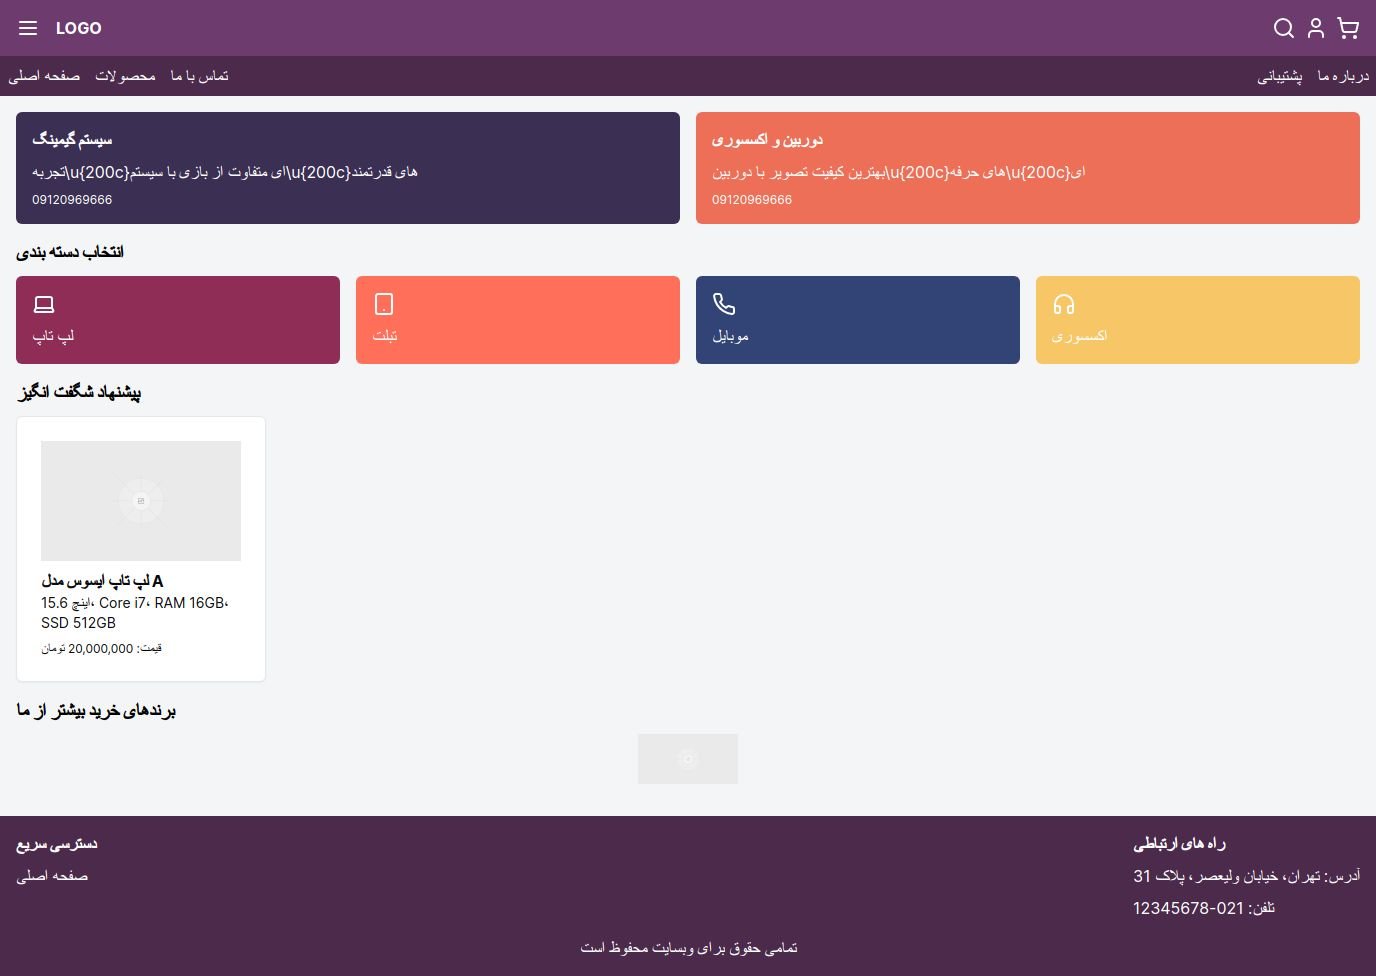 LOGO
صفحه اصلی
محصولات
تماس با ما
پشتیبانی
درباره ما
سیستم گیمینگ
تجربه\u{200c}ای متفاوت از بازی با سیستم\u{200c}های قدرتمند
09120969666
دوربین و اکسسوری
بهترین کیفیت تصویر با دوربین\u{200c}های حرفه\u{200c}ای
09120969666
انتخاب دسته بندی
لپ تاپ
تبلت
موبایل
اکسسوری
پیشنهاد شگفت انگیز
لپ تاپ ایسوس مدل A
15.6 اینچ، Core i7، RAM 16GB،
SSD 512GB
قیمت: 20,000,000 تومان
برندهای خرید بیشتر از ما
دسترسی سریع
صفحه اصلی
راه های ارتباطی
آدرس: تهران، خیابان ولیعصر، پلاک 31
تلفن: 021-12345678
تمامی حقوق برای وبسایت محفوظ است